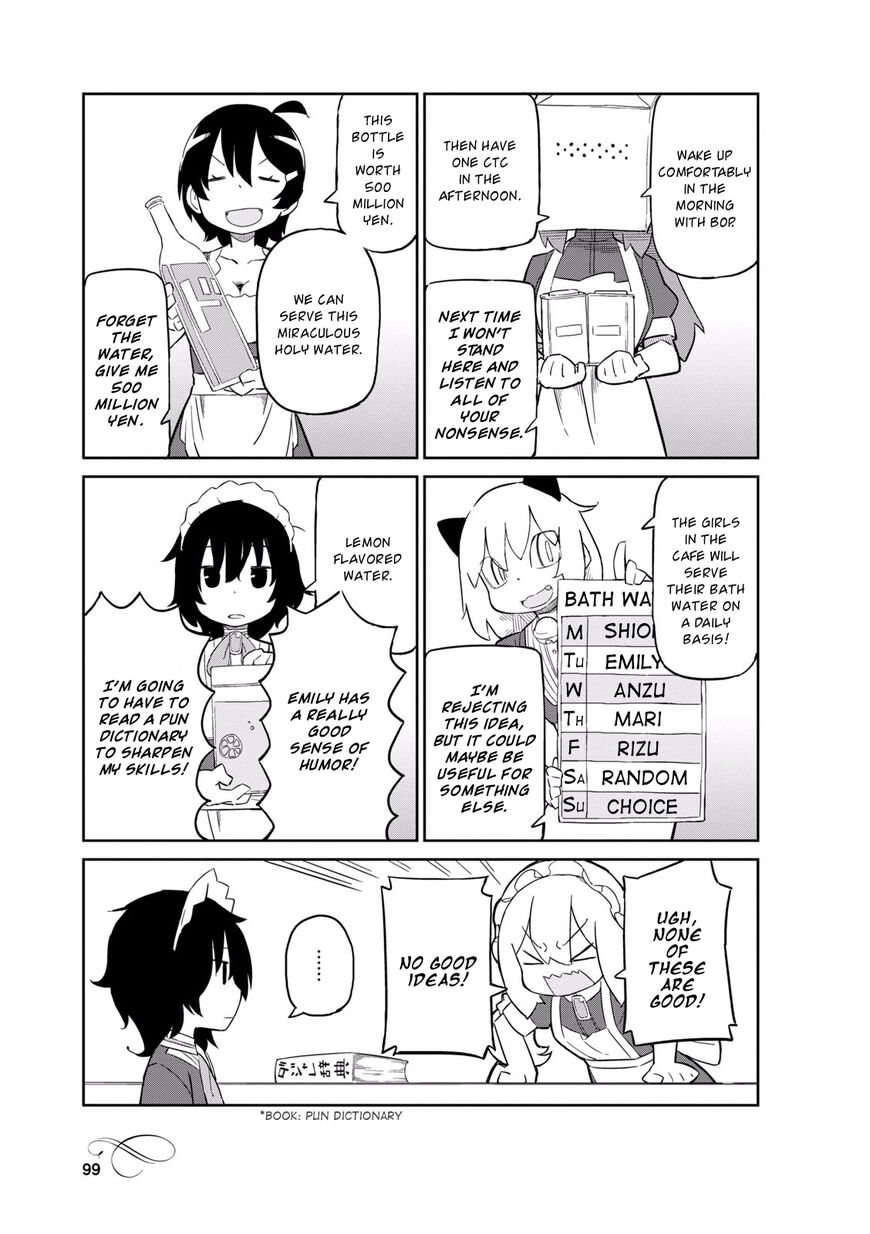 WAKE UP
COMFORTABLY
IN THE
MORNING
WITH BOP.
THEN HAVE
ONE CTC
IN THE
AFTERNOON.
NEXT TIME
I WON'T
STAND
HERE AND
LISTEN TO
ALL OF
YOUR
NONSENSE.
THIS
BOTTLE
IS
WORTH
500
MILLION
YEN.
WE CAN
SERVE THIS
MIRACULOUS
HOLY WATER.
FORGET
THE
WATER,
GIVE ME
500
MILLION
YEN.
THE GIRLS
IN THE
CAFE WILL
SERVE
THEIR BATH
WATER ON
A DAILY
BASIS!
BATH WA
M SHIO
TU EMILY
W ANZU
TH MARI
F RIZU
SA RANDOM
SU CHOICE
I'M
REJECTING
THIS IDEA,
BUT IT COULD
MAYBE BE
USEFUL FOR
SOMETHING
ELSE.
LEMON
FLAVORED
WATER.
EMILY HAS
A REALLY
GOOD
SENSE OF
HUMOR!
I'M GOING
TO HAVE TO
READ A PUN
DICTIONARY
TO SHARPEN
MY SKILLS!
UGH,
NONE
OF
THESE
ARE
GOOD!
NO GOOD
IDEAS!
......
ダジャレ辞典
*BOOK: PUN DICTIONARY
99